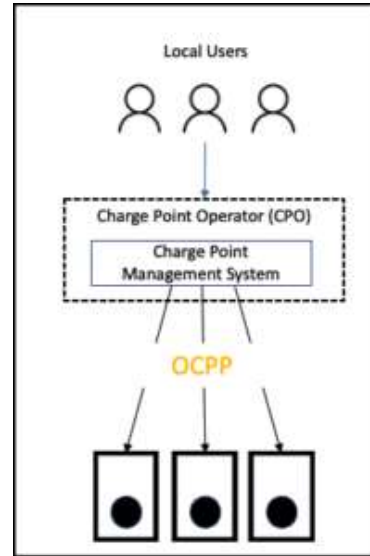 Local Users
Charge Point Operator (CPO)
Charge Point
Management System
OCPP